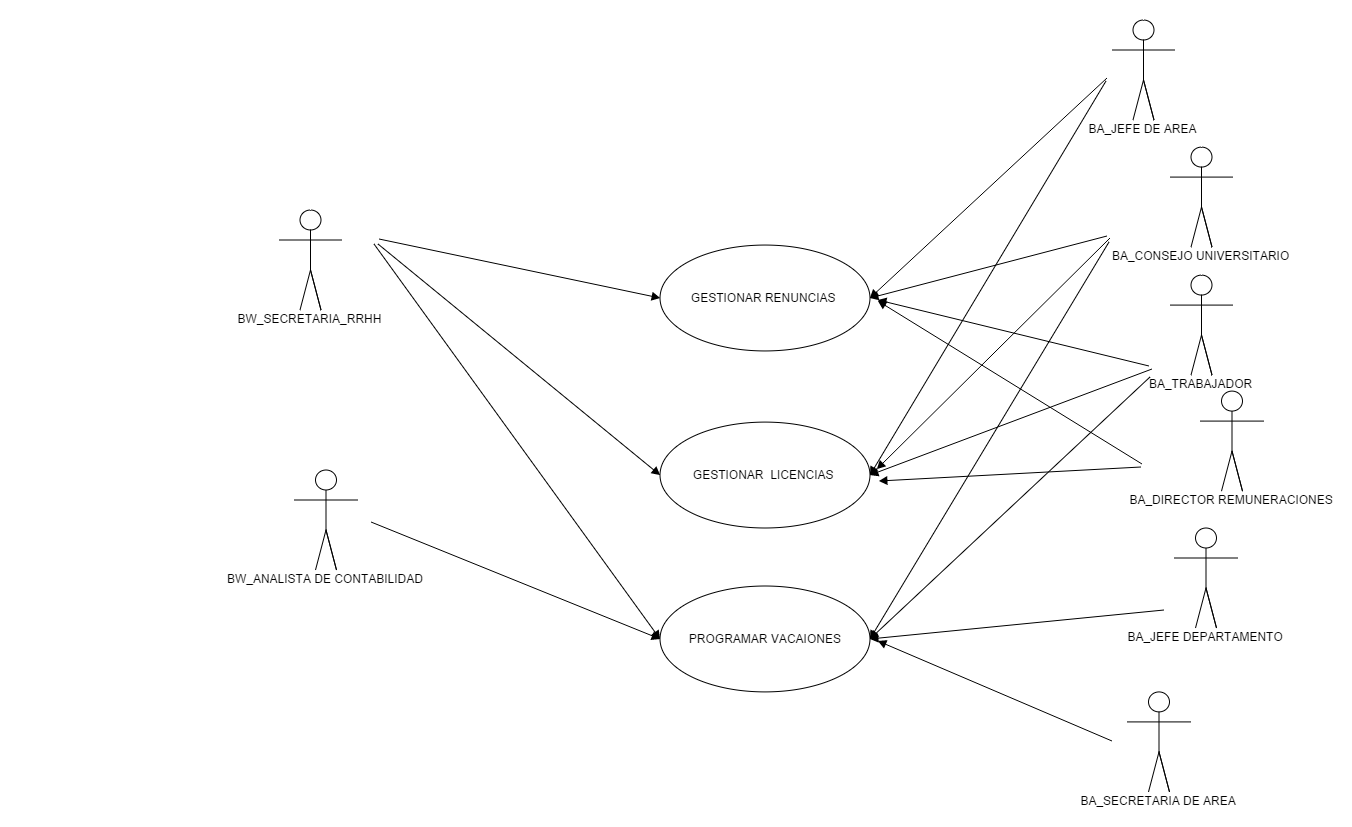 BA_JEFE DE AREA
BA_CONSEJO UNIVERSITARIO
BW_SECRETARIA_RRHH
GESTIONAR RENUNCIAS
BA_TRABAJADOR
GESTIONAR LICENCIAS
BA_DIRECTOR REMUNERACIONES
BW_ANALISTA DE CONTABILIDAD
PROGRAMAR VACAIONES
BA_JEFE DEPARTAMENTO
BA_SECRETARIA DE AREA